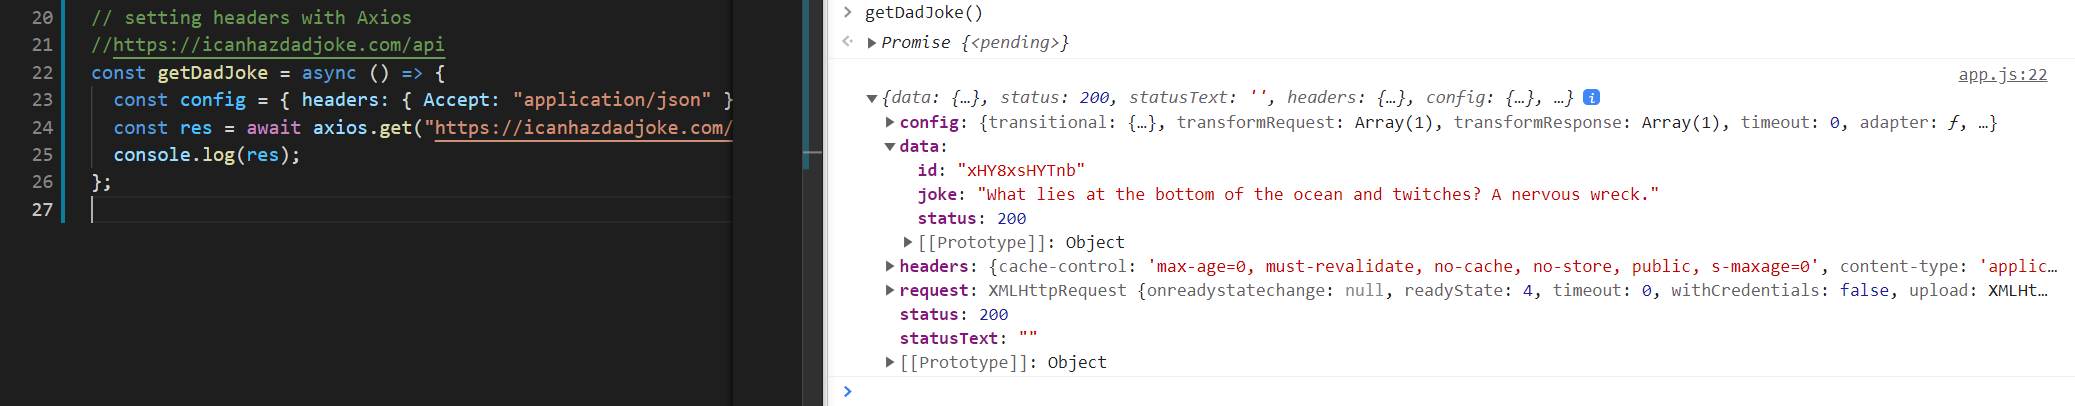 20 // setting headers with Axios
21 //https://icanhazdadjoke.com/api
22 const getDadJoke = async () => {
23 const config = { headers: { Accept: "application/json" }
24 const res = await axios.get("https://icanhazdadjoke.com/
25 console.log(res);
26 };
27
getDadJoke()
Promise {<pending>}
app.js:22
{data: {…}, status: 200, statusText: '', headers: {…}, config: {…}, …}
config: {transitional: {…}, transformRequest: Array(1), transformResponse: Array(1), timeout: 0, adapter: ƒ, …}
data:
id: "xHY8xsHYTnb"
joke: "What lies at the bottom of the ocean and twitches? A nervous wreck."
status: 200
[[Prototype]]: Object
headers: {cache-control: 'max-age=0, must-revalidate, no-cache, no-store, public, s-maxage=0', content-type: 'applic…
request: XMLHttpRequest {onreadystatechange: null, readyState: 4, timeout: 0, withCredentials: false, upload: XMLHt…
status: 200
statusText: ""
[[Prototype]]: Object